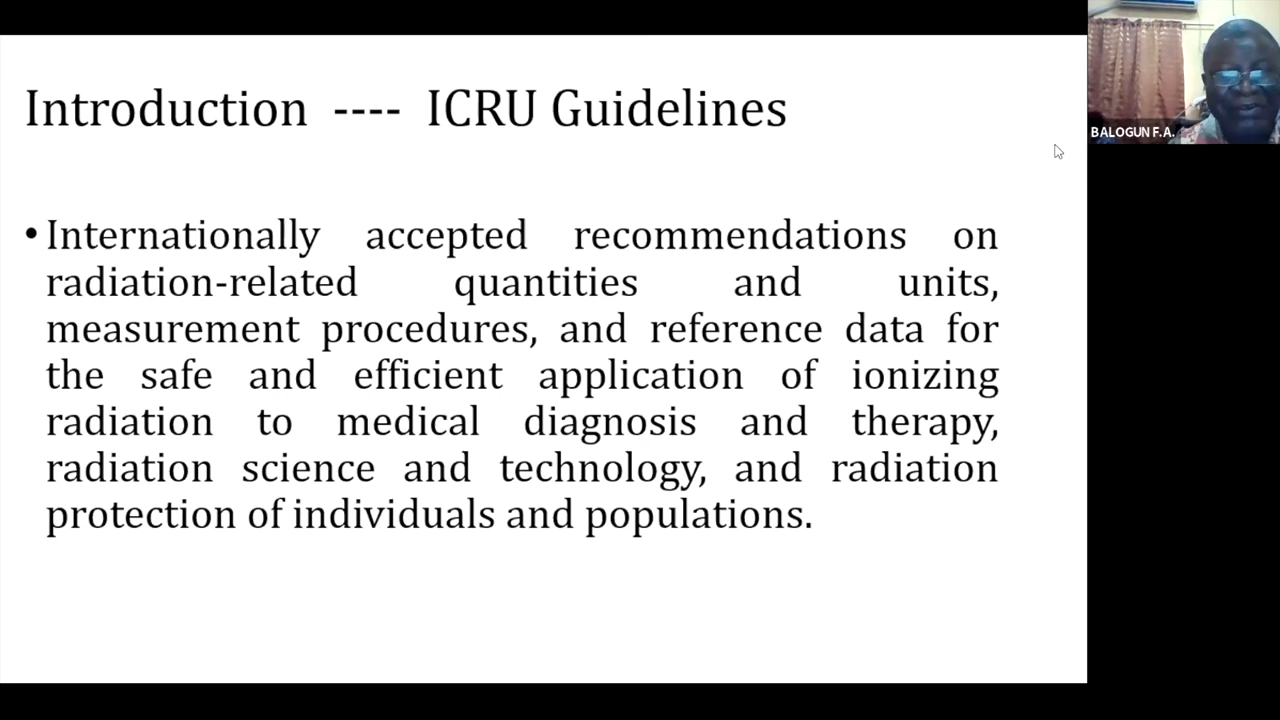 Introduction ---- ICRU Guidelines
• Internationally accepted recommendations on
radiation-related quantities and units,
measurement procedures, and reference data for
the safe and efficient application of ionizing
radiation to medical diagnosis and therapy,
radiation science and technology, and radiation
protection of individuals and populations.
BALOGUN F.A.